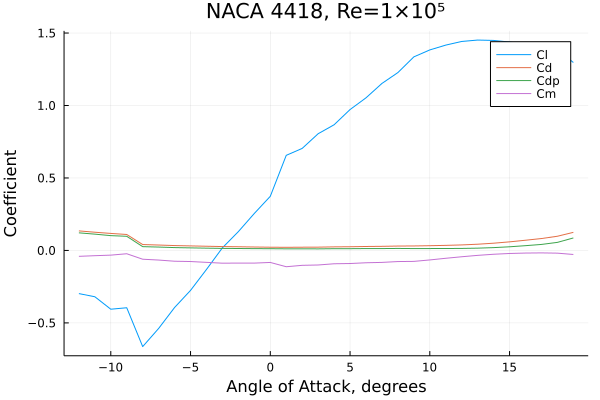 NACA 4418, Re=1×10⁵
Coefficient
1.5
1.0
0.5
0.0
−0.5
−10
−5
0
5
10
15
Angle of Attack, degrees
Cl
Cd
Cdp
Cm